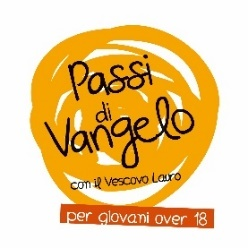 Passi
di
Vangelo
con il Vescovo Lauro
per giovani over 18